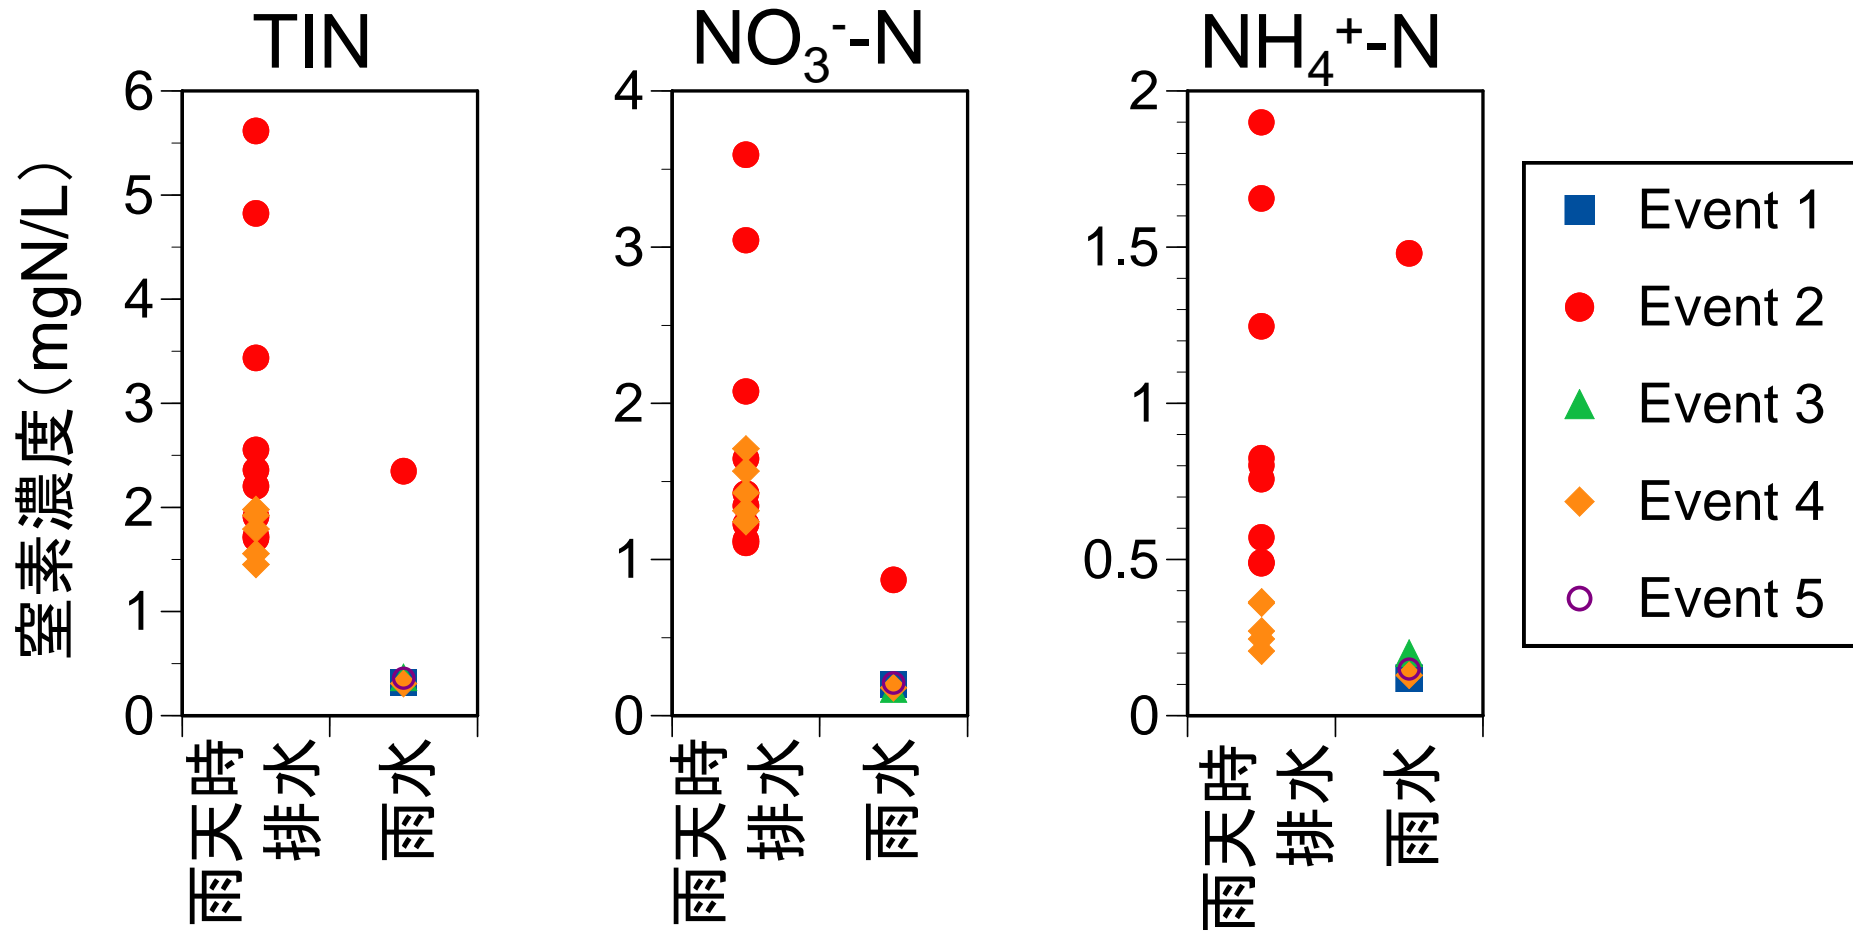 TIN
NO3--N
NH4+-N
窒素濃度(mgN/L)
6
5
4
3
2
1
0
雨天時
排水
雨水
4
3
2
1
0
雨天時
排水
雨水
2
1.5
1
0.5
0
雨天時
排水
雨水
Event 1
Event 2
Event 3
Event 4
Event 5